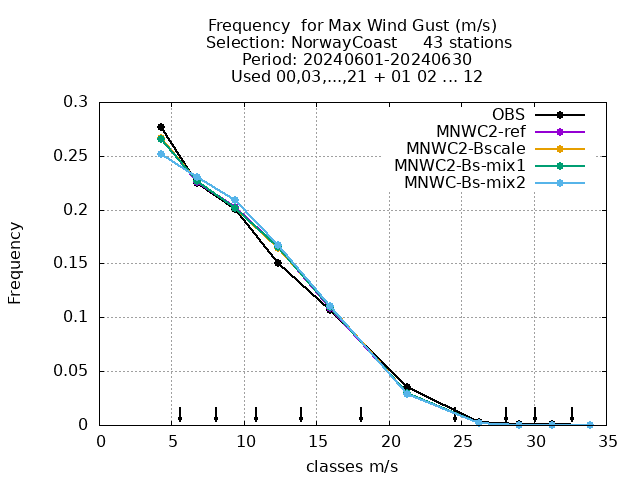 Frequency  for Max Wind Gust (m/s)
Selection: NorwayCoast     43 stations
Period: 20240601-20240630
Used 00,03,...,21 + 01 02 ... 12
OBS
MNWC2-ref
MNWC2-Bscale
MNWC2-Bs-mix1
MNWC-Bs-mix2
Frequency
0.3
0.25
0.2
0.15
0.1
0.05
0
0 5 10 15 20 25 30 35
classes m/s